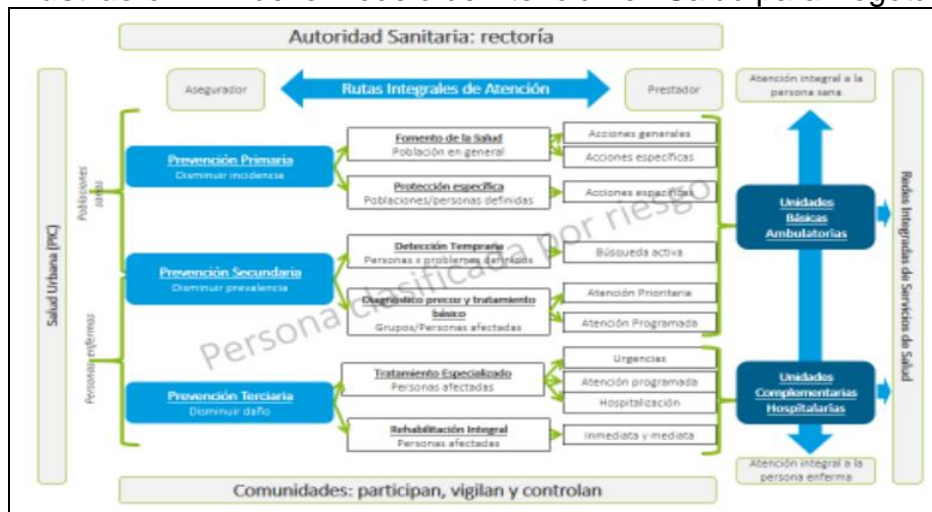 Autoridad Sanitaria: rectoría
Asegurador
Rutas Integrales de Atención
Prestador
Atención integral a la
persona sana
Salud Urbana (PIC)
Poblaciones
sanas
Personas enfermas
Prevención Primaria
Disminuir incidencia
Fomento de la Salud
Población en general
Acciones generales
Acciones específicas
Protección específica
Poblaciones/personas definidas
Acciones específicas
Prevención Secundaria
Disminuir prevalencia
Detección Temprana
Personas x problemas definidos
Búsqueda activa
Diagnóstico precoz y tratamiento
básico
Grupos/Personas afectadas
Atención Prioritaria
Atención Programada
Prevención Terciaria
Disminuir daño
Tratamiento Especializado
Personas afectadas
Urgencias
Atención programada
Hospitalización
Rehabilitación Integral
Personas afectadas
Inmediata y mediata
Persona clasificada por riesgo
Unidades
Básicas
Ambulatorias
Unidades
Complementarias
Hospitalarias
Redes Integradas de Servicios de Salud
Atención integral a la
persona enferma
Comunidades: participan, vigilan y controlan